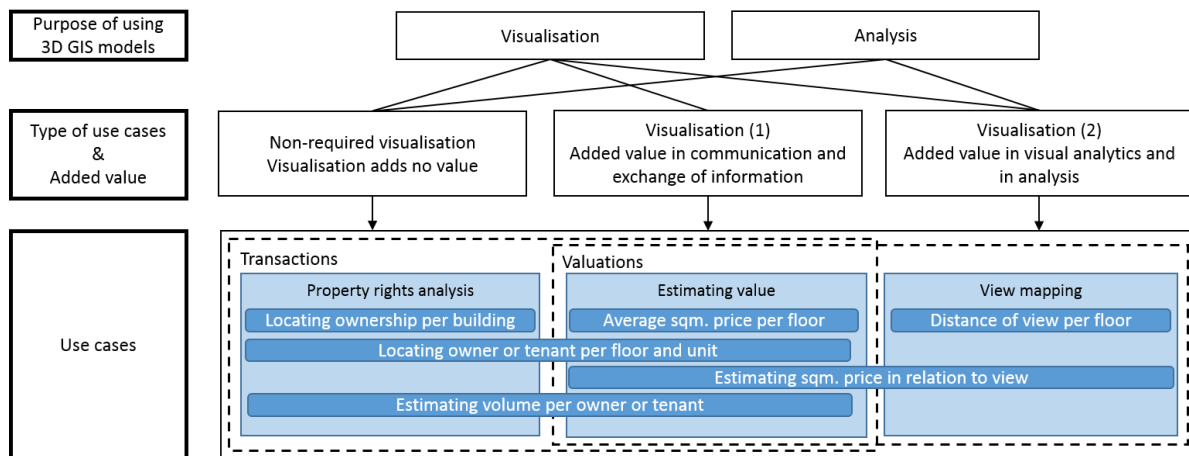 Purpose of using
3D GIS models
Visualisation
Analysis
Type of use cases
&
Added value
Non-required visualisation
Visualisation adds no value
Visualisation (1)
Added value in communication and
exchange of information
Visualisation (2)
Added value in visual analytics and
in analysis
Use cases
Transactions
Valuations
Property rights analysis
Estimating value
View mapping
Locating ownership per building
Average sqm. price per floor
Distance of view per floor
Locating owner or tenant per floor and unit
Estimating sqm. price in relation to view
Estimating volume per owner or tenant